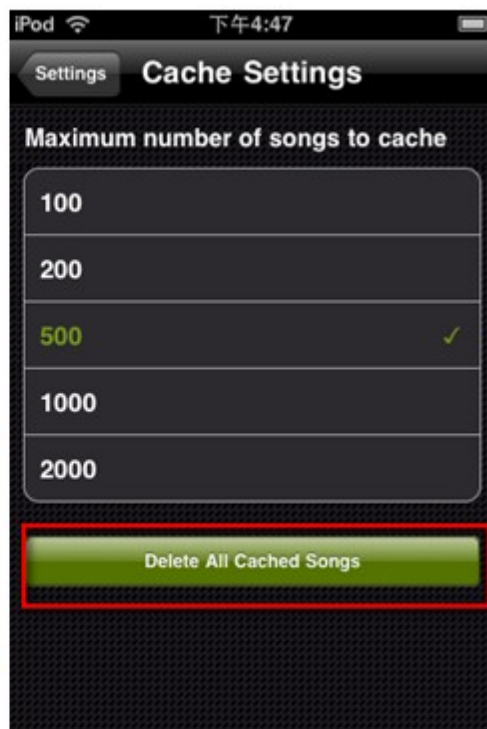 iPod 下午4:47
Settings Cache Settings
Maximum number of songs to cache
100
200
500 ✓
1000
2000
Delete All Cached Songs